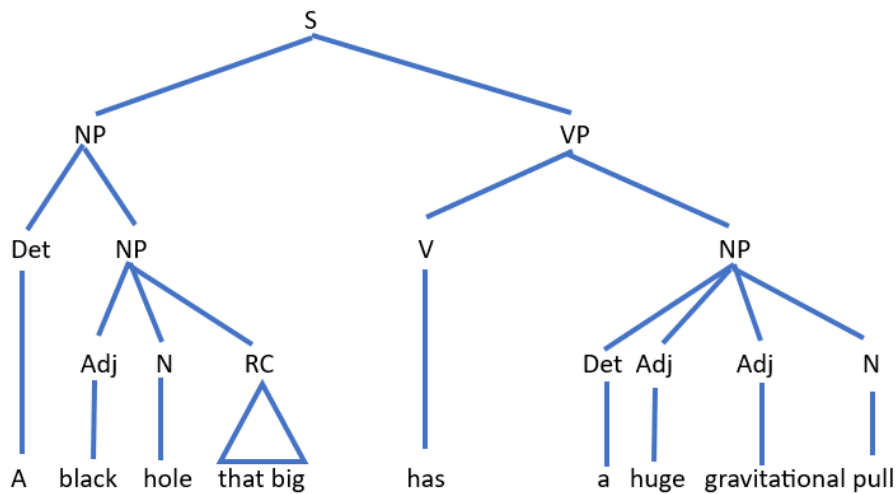 S
NP VP
Det NP V NP
Adj N RC Det Adj Adj N
A black hole that big has a huge gravitational pull